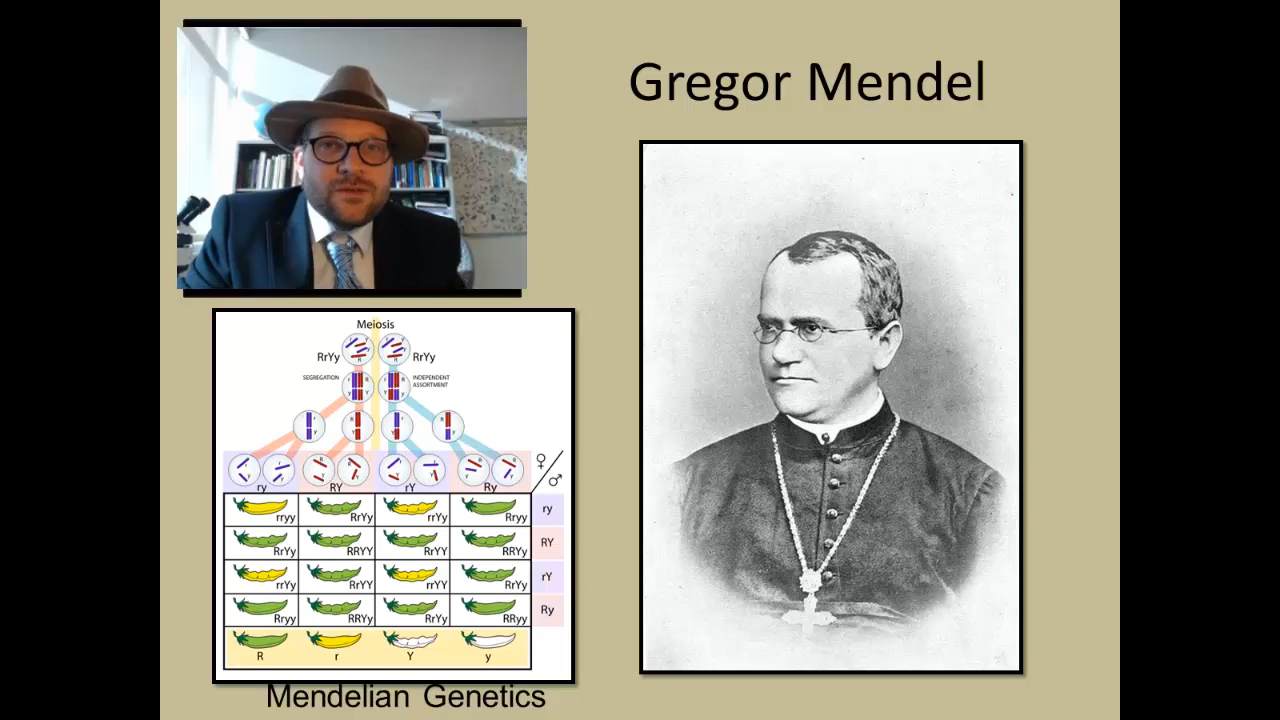 Gregor Mendel
Meiosis
RrYy RrYy
SEGREGATION INDEPENDENT
ASSORTMENT
ry RY rY Ry
♀/♂
rryy RrYy rrYy Rryy ry
RrYy RRYY RrYY RRYy RY
rrYy RrYY rrYY RrYy rY
Rryy RRYy RrYy RRyy Ry
R r Y y
Mendelian Genetics